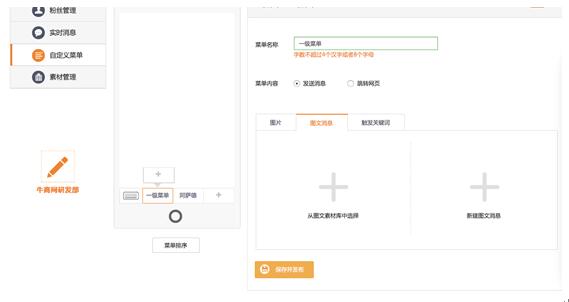 粉丝管理
实时消息
自定义菜单
素材管理
牛商网研发部
一级菜单
阿萨德
菜单排序
菜单名称
一级菜单
字数不超过4个汉字或者8个字母
菜单内容
发送消息
跳转网页
图片
图文消息
触发关键词
从图文素材库中选择
新建图文消息
保存并发布